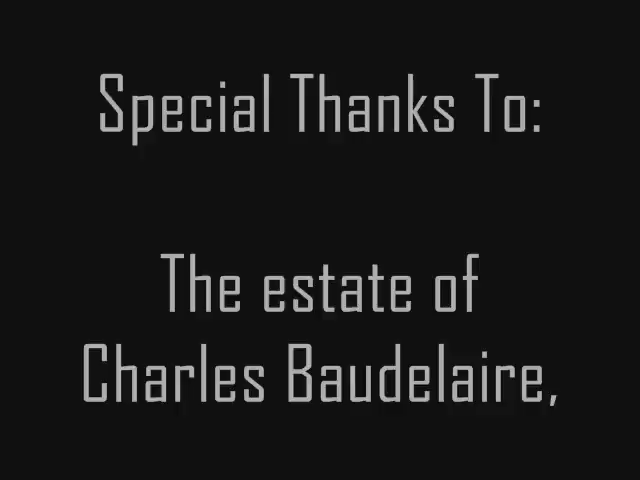 Special Thanks To:
The estate of
Charles Baudelaire,